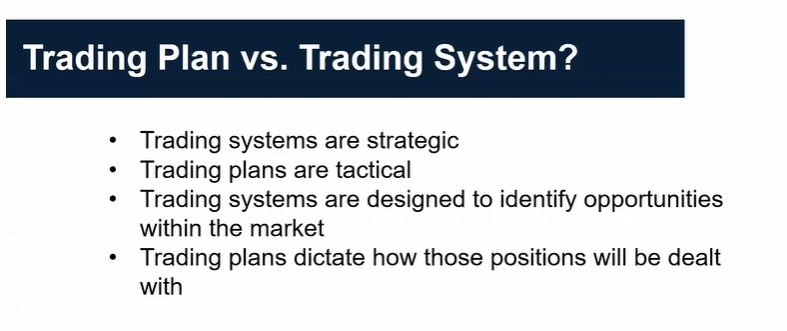 Trading Plan vs. Trading System?
• Trading systems are strategic
• Trading plans are tactical
• Trading systems are designed to identify opportunities
within the market
• Trading plans dictate how those positions will be dealt
with